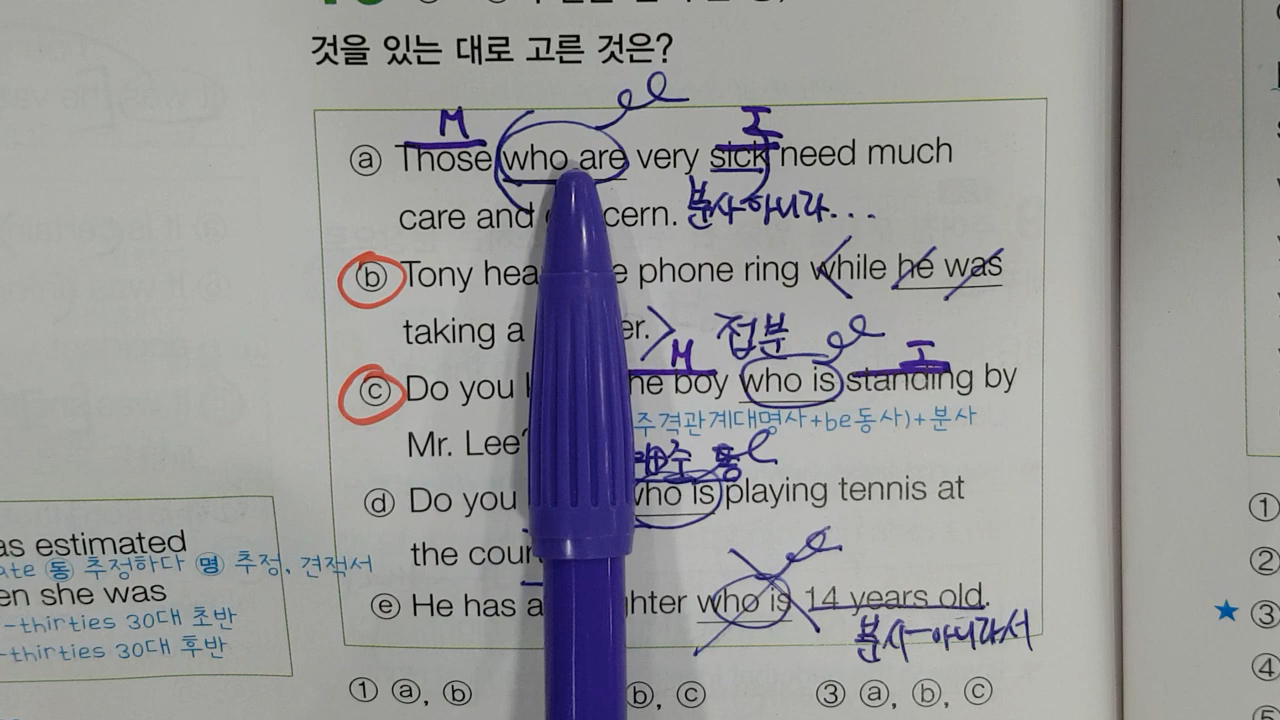 것을 있는 대로 고른 것은?
M I
ⓐ Those who are very sick need much
care and cern. 분사아니라...
ⓑ Tony hea e phone ring while he was
taking a er. 접분
M I
ⓒ Do you he boy who is standing by
주격관계대명사+be동사)+분사
Mr. Lee?
ⓓ Do you who is playing tennis at
the cour
ⓔ He has a ghter who is 14 years old.
분사아니라서
① ⓐ, ⓑ ⓑ, ⓒ ③ ⓐ, ⓑ, ⓒ
as estimated
ate 동 추정하다 명 추정, 견적서
en she was
-thirties 30대 초반
-thirties 30대 후반
①
②
★ ③
④